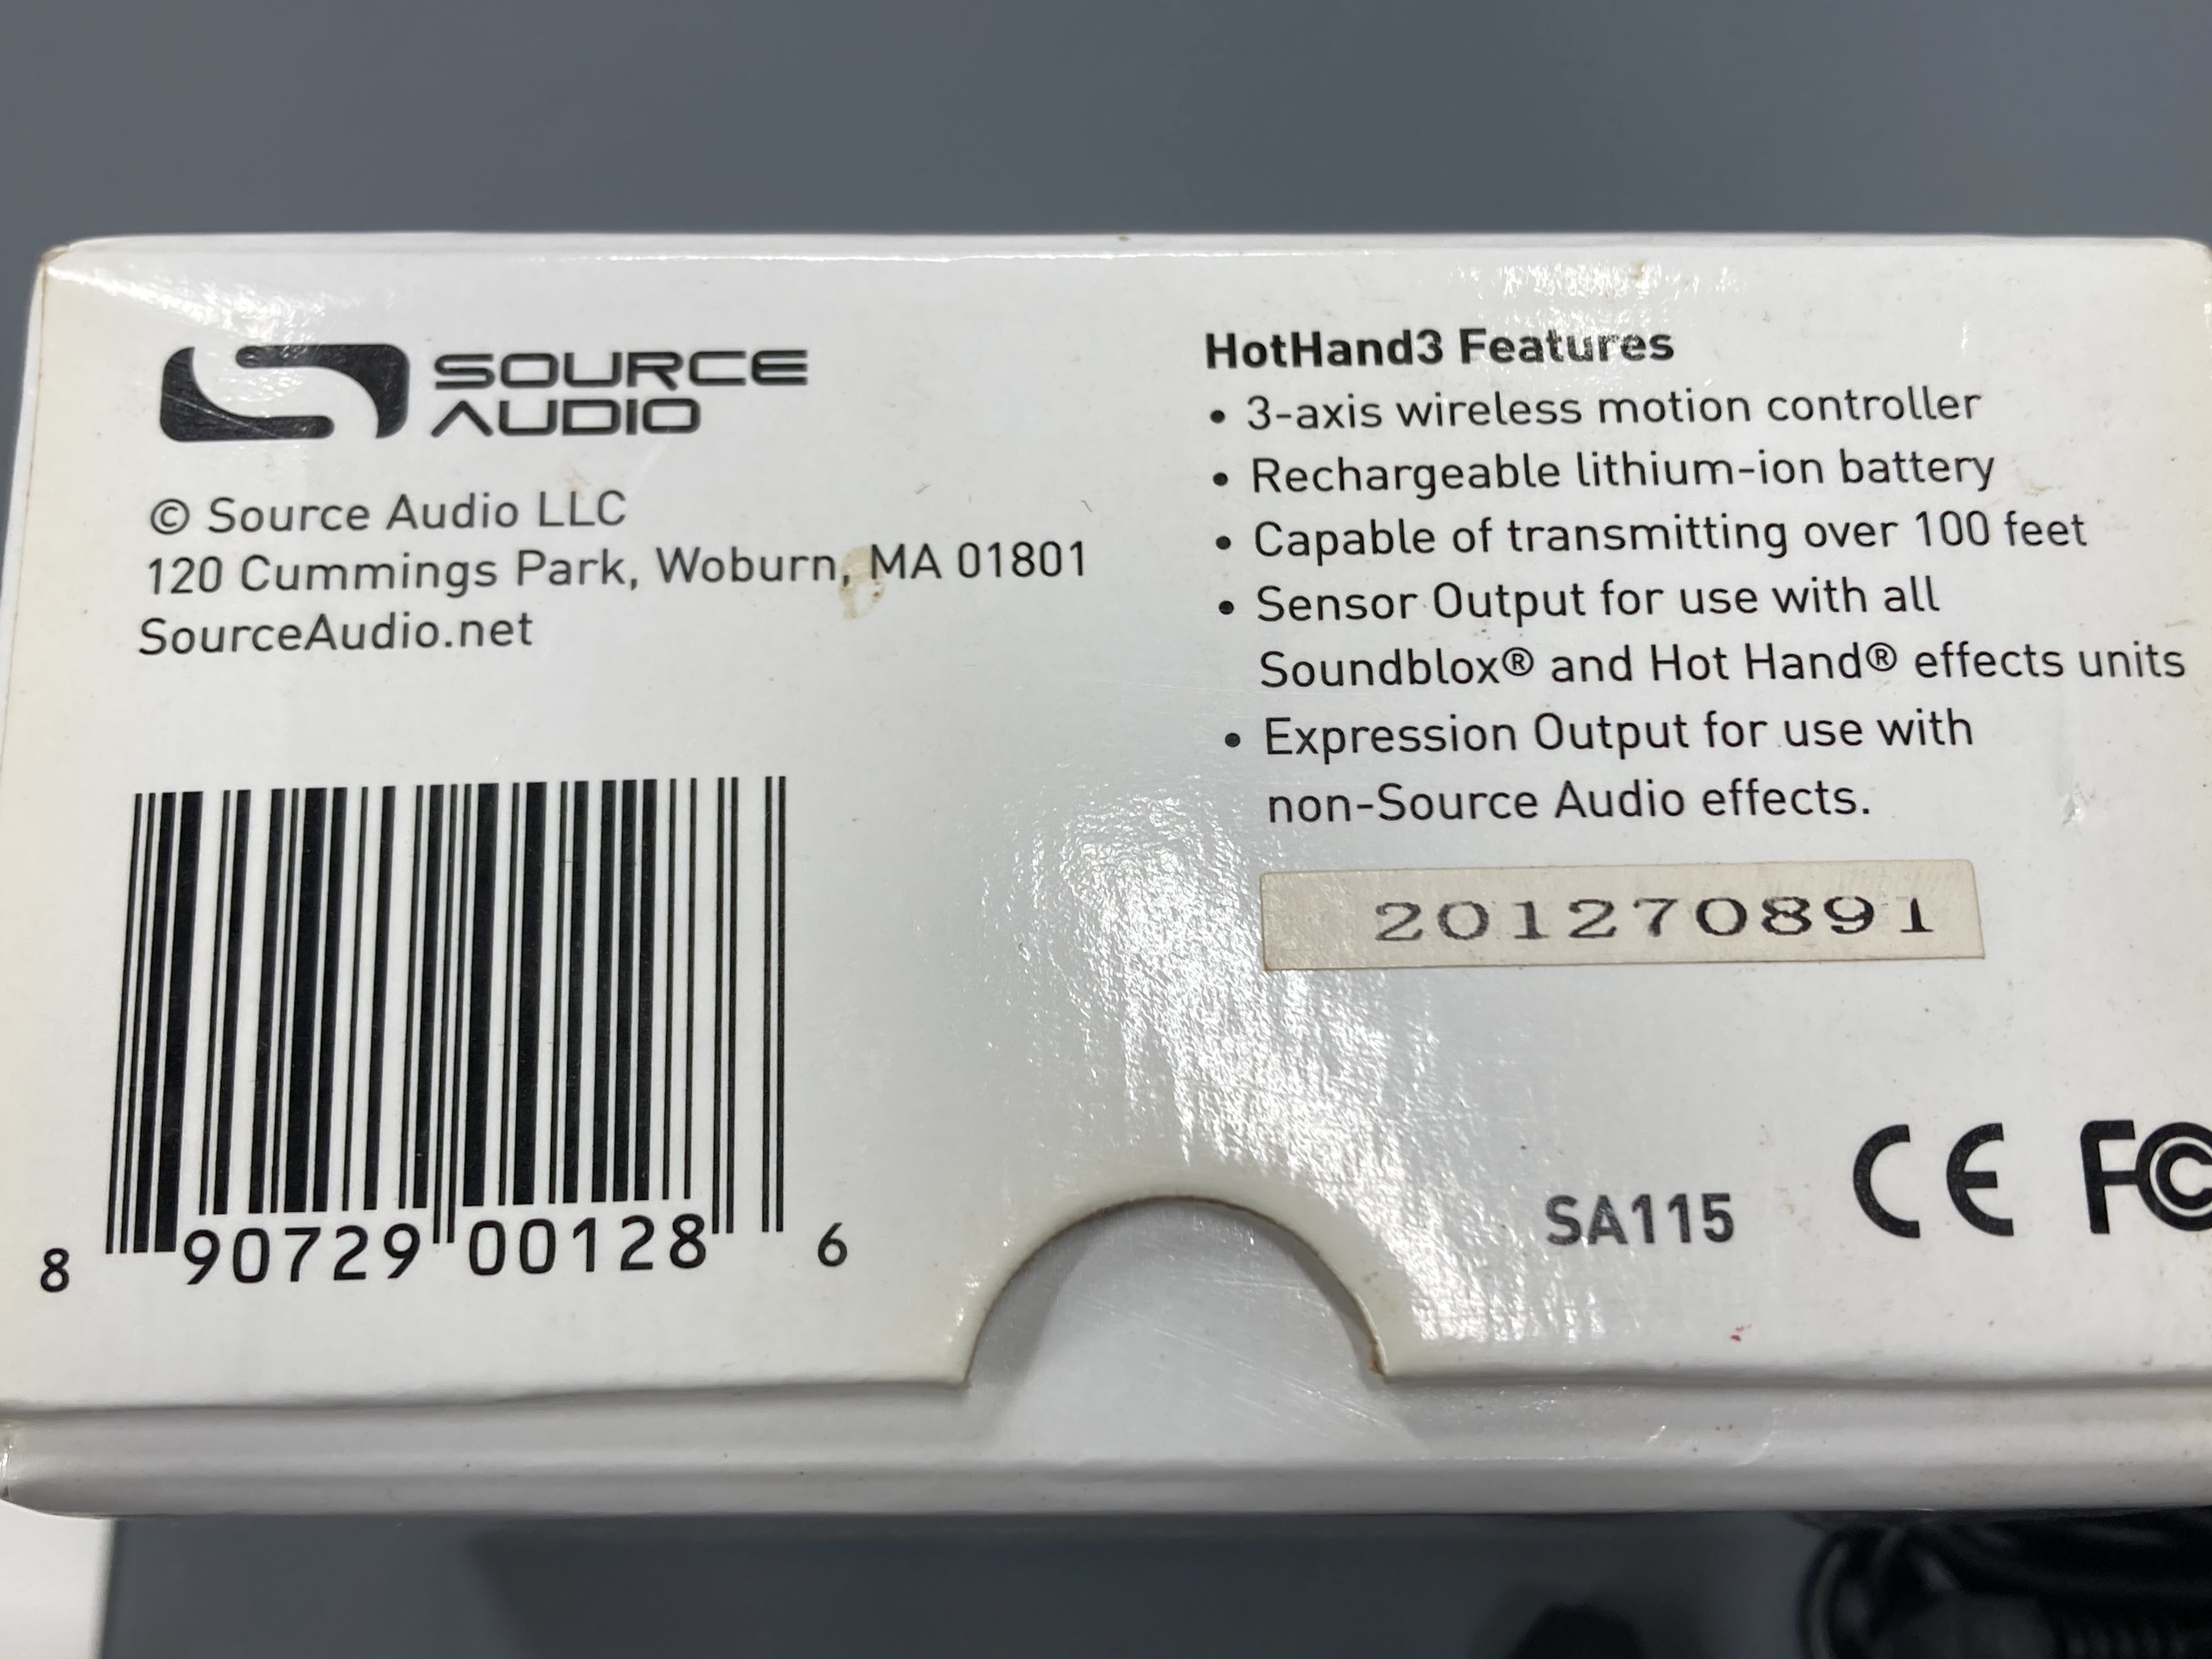 SOURCE
AUDIO
© Source Audio LLC
120 Cummings Park, Woburn, MA 01801
SourceAudio.net
8 90729 00128 6
HotHand3 Features
• 3-axis wireless motion controller
• Rechargeable lithium-ion battery
• Capable of transmitting over 100 feet
• Sensor Output for use with all
Soundblox® and Hot Hand® effects units
• Expression Output for use with
non-Source Audio effects.
201270891
SA115 CE FC